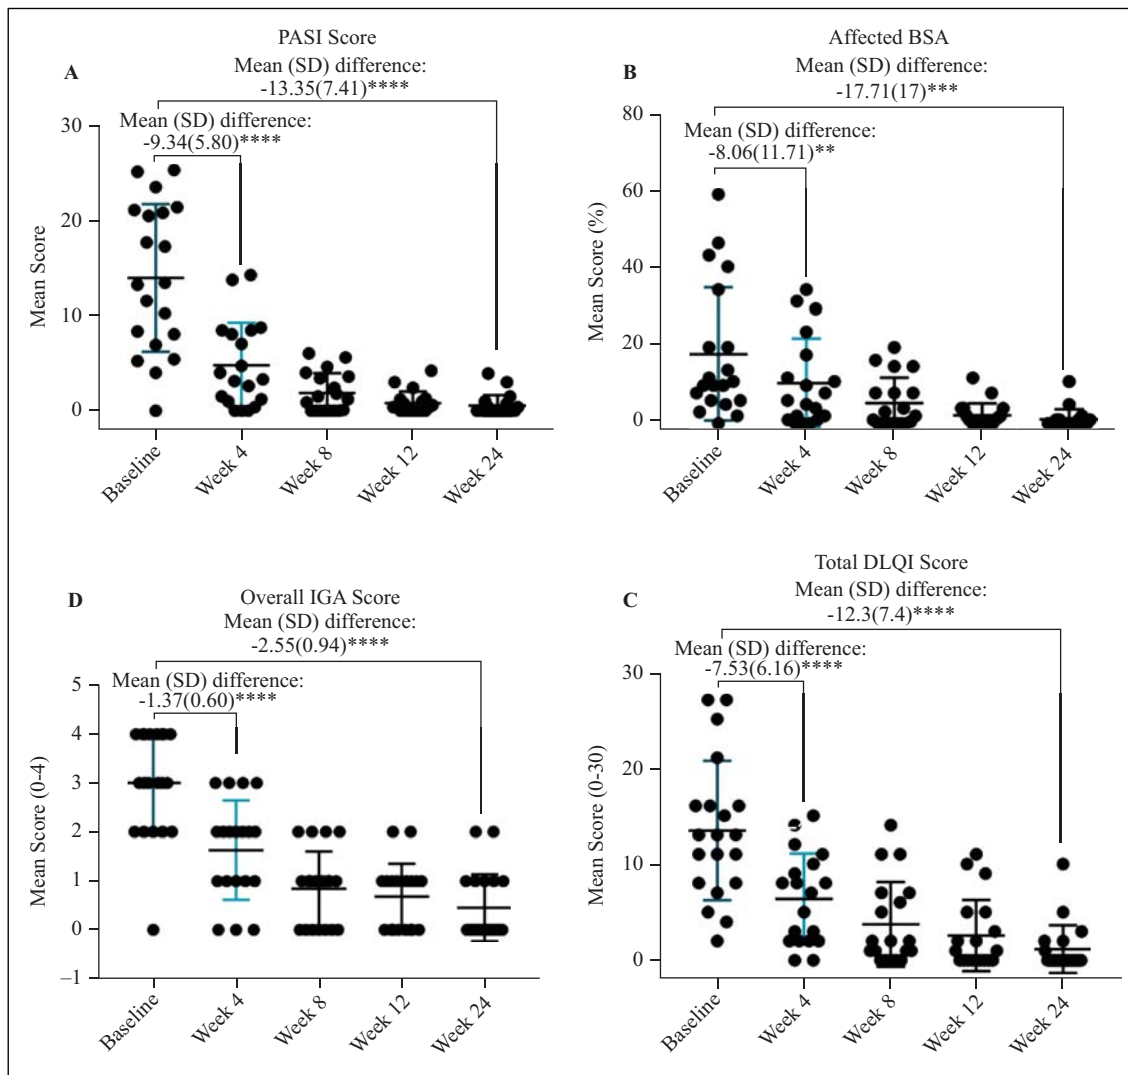 PASI Score
A
Mean (SD) difference:
-13.35(7.41)****
Mean (SD) difference:
-9.34(5.80)****
30
20
10
0
Mean Score
Baseline
Week 4
Week 8
Week 12
Week 24
Affected BSA
B
Mean (SD) difference:
-17.71(17)***
Mean (SD) difference:
-8.06(11.71)**
80
60
40
20
0
Mean Score (%)
Baseline
Week 4
Week 8
Week 12
Week 24
D
Overall IGA Score
Mean (SD) difference:
-2.55(0.94)****
Mean (SD) difference:
-1.37(0.60)****
5
4
3
2
1
0
–1
Mean Score (0-4)
Baseline
Week 4
Week 8
Week 12
Week 24
Total DLQI Score
C
Mean (SD) difference:
-12.3(7.4)****
Mean (SD) difference:
-7.53(6.16)****
30
20
10
0
Mean Score (0-30)
Baseline
Week 4
Week 8
Week 12
Week 24